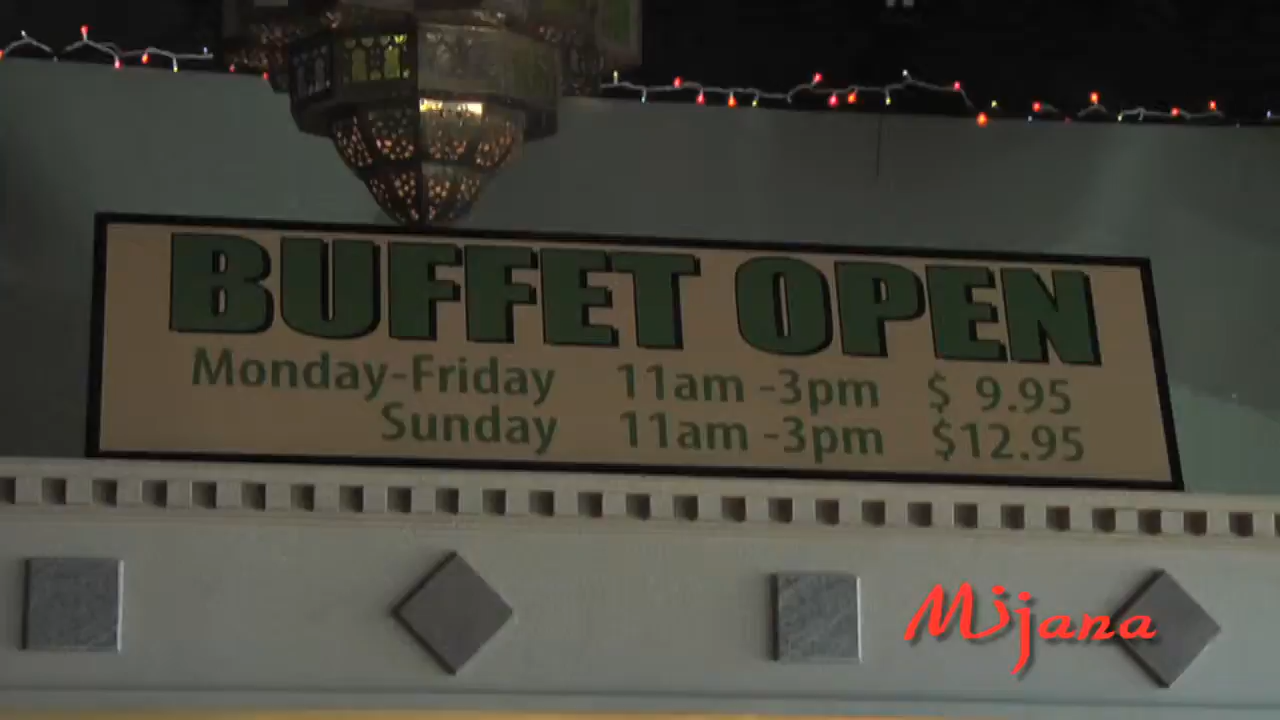 BUFFET OPEN
Monday-Friday 11am -3pm $ 9.95
Sunday 11am -3pm $12.95
Mijana